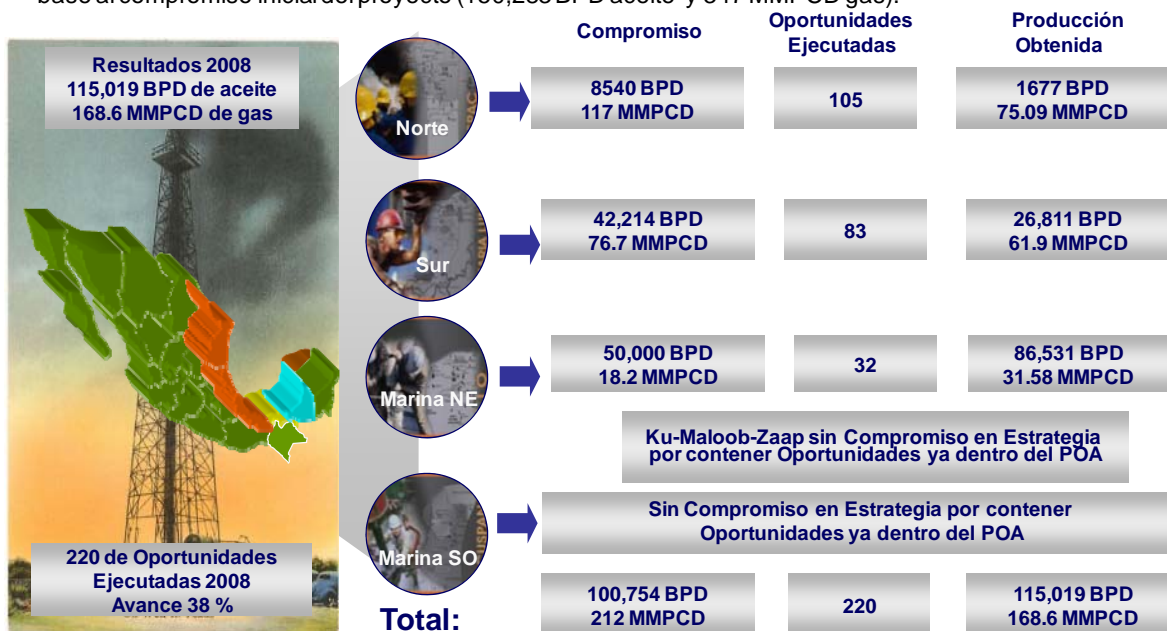 Compromiso
Oportunidades
Ejecutadas
Producción
Obtenida
Resultados 2008
115,019 BPD de aceite
168.6 MMPCD de gas
Norte
8540 BPD
117 MMPCD
105
1677 BPD
75.09 MMPCD
Sur
42,214 BPD
76.7 MMPCD
83
26,811 BPD
61.9 MMPCD
Marina NE
50,000 BPD
18.2 MMPCD
32
86,531 BPD
31.58 MMPCD
Ku-Maloob-Zaap sin Compromiso en Estrategia
por contener Oportunidades ya dentro del POA
Marina SO
Sin Compromiso en Estrategia por contener
Oportunidades ya dentro del POA
220 de Oportunidades
Ejecutadas 2008
Avance 38 %
Total:
100,754 BPD
212 MMPCD
220
115,019 BPD
168.6 MMPCD